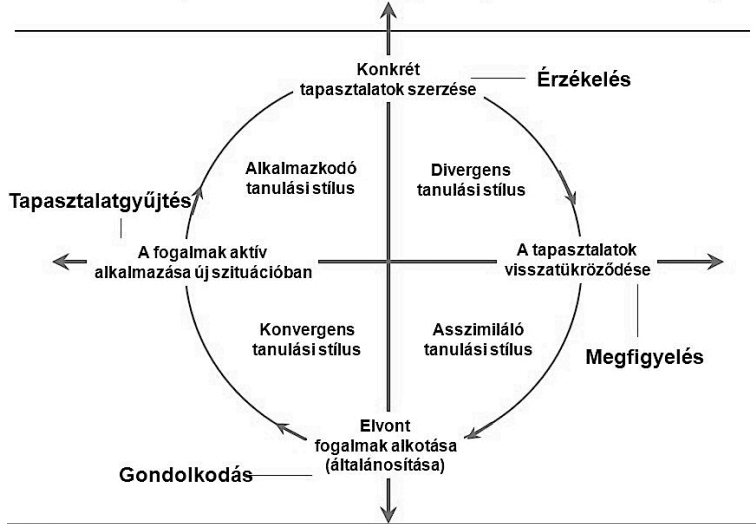 Konkrét
tapasztalatok szerzése
Érzékelés
Alkalmazkodó
tanulási stílus
Divergens
tanulási stílus
Tapasztalatgyűjtés
A fogalmak aktív
alkalmazása új szituációban
A tapasztalatok
visszatükröződése
Konvergens
tanulási stílus
Asszimiláló
tanulási stílus
Megfigyelés
Elvont
fogalmak alkotása
(általánosítása)
Gondolkodás